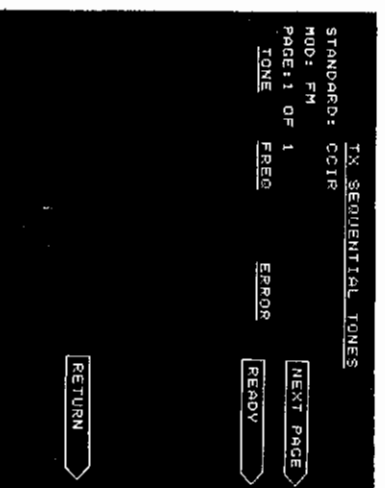 TX SEQUENTIAL TONES
STANDARD: CCIR
MOD: FM
PAGE:1 OF 1
NEXT PAGE
TONE FREQ ERROR
READY
RETURN